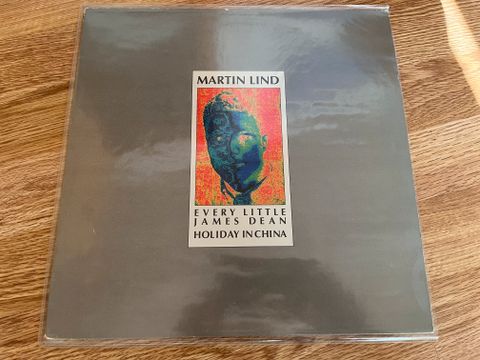 MARTIN LIND
EVERY LITTLE
JAMES DEAN
HOLIDAY IN CHINA